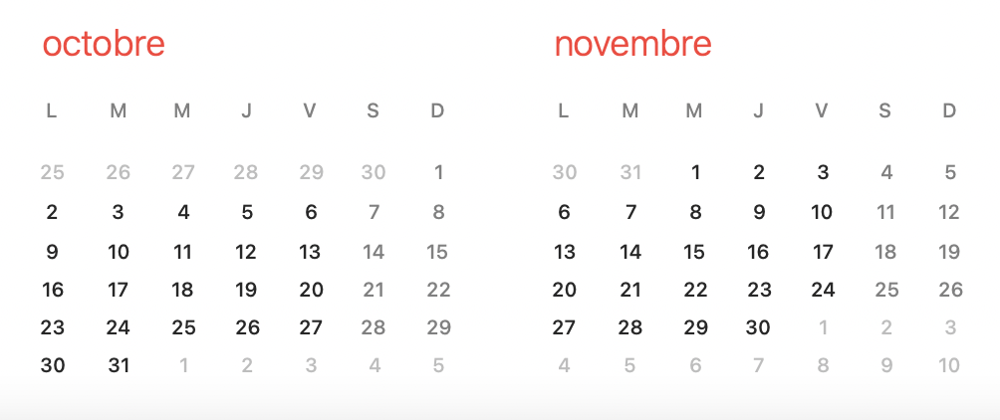 octobre
L M M J V S D
25 26 27 28 29 30 1
2 3 4 5 6 7 8
9 10 11 12 13 14 15
16 17 18 19 20 21 22
23 24 25 26 27 28 29
30 31 1 2 3 4 5
novembre
L M M J V S D
30 31 1 2 3 4 5
6 7 8 9 10 11 12
13 14 15 16 17 18 19
20 21 22 23 24 25 26
27 28 29 30 1 2 3
4 5 6 7 8 9 10